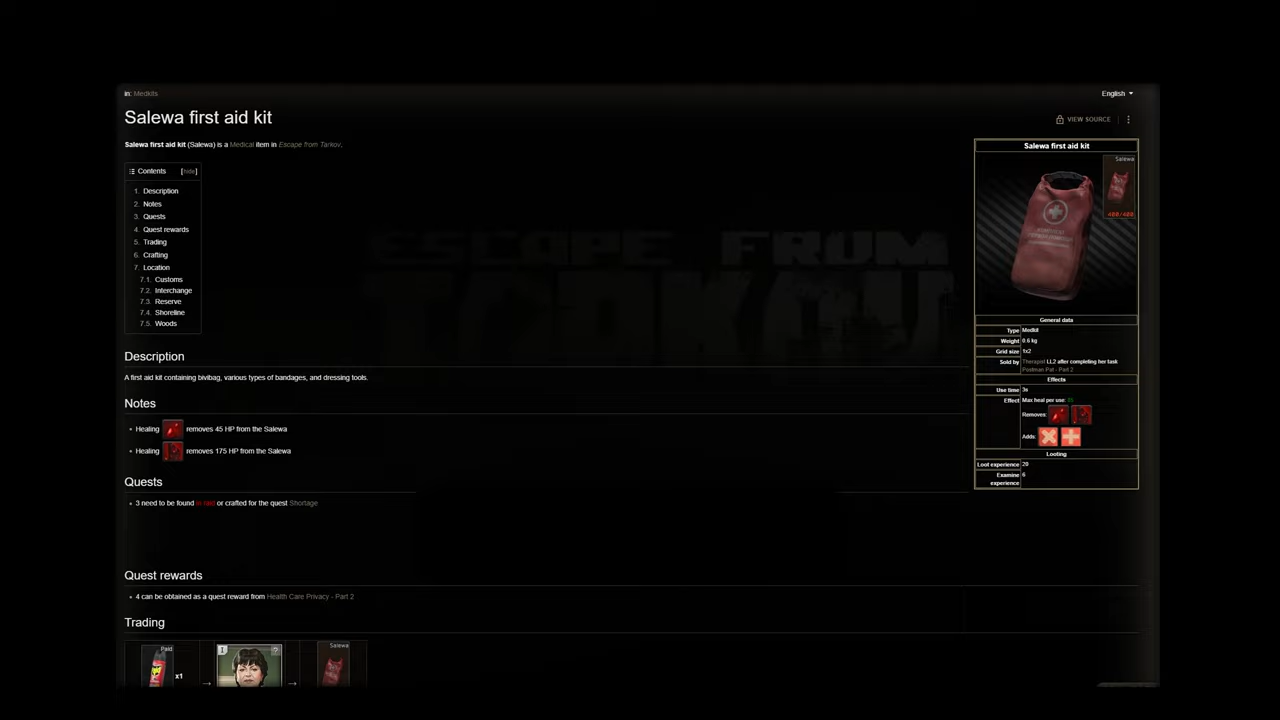 in: Medkits
English
Salewa first aid kit
VIEW SOURCE
Salewa first aid kit (Salewa) is a Medical item in Escape from Tarkov.
Contents [hide]
1. Description
2. Notes
3. Quests
4. Quest rewards
5. Trading
6. Crafting
7. Location
7.1. Customs
7.2. Interchange
7.3. Reserve
7.4. Shoreline
7.5. Woods
Description
A first aid kit containing bivibag, various types of bandages, and dressing tools.
Notes
Healing removes 45 HP from the Salewa
Healing removes 175 HP from the Salewa
Quests
3 need to be found in raid or crafted for the quest Shortage
Quest rewards
4 can be obtained as a quest reward from Health Care Privacy - Part 2
Trading
x1
Salewa
Salewa first aid kit
Salewa
400/400
General data
Type Medkit
Weight 0.6 kg
Grid size 1x2
Sold by Therapist LL2 after completing her task
Postman Pat - Part 2
Effects
Use time 3s
Effect Max heal per use: 85
Removes:
Adds:
Looting
Loot experience 20
Examine 6
experience
ESCAPE FROM
TARKOV